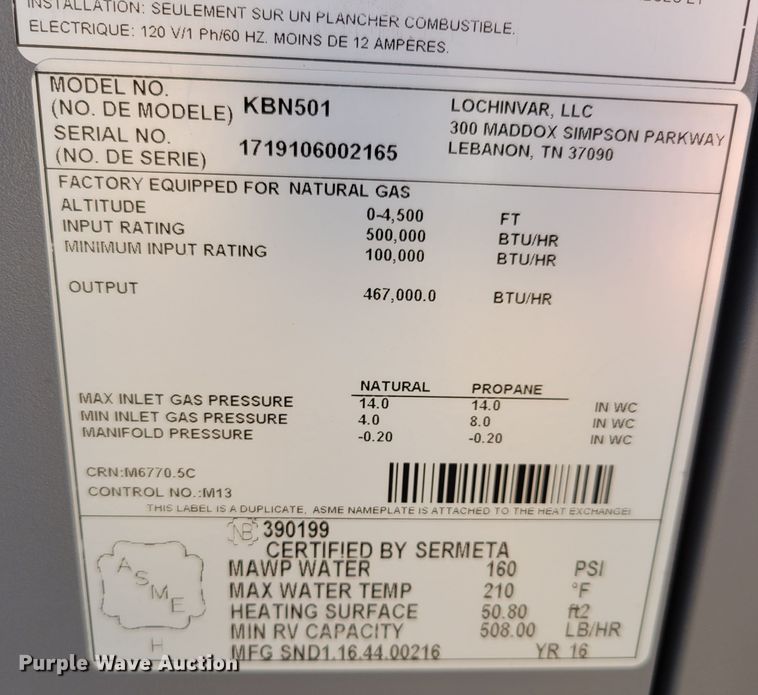 INSTALLATION: SEULEMENT SUR UN PLANCHER COMBUSTIBLE.
ELECTRIQUE: 120 V/1 Ph/60 HZ. MOINS DE 12 AMPERES.
MODEL NO.
(NO. DE MODELE) KBN501
SERIAL NO.
(NO. DE SERIE) 1719106002165
LOCHINVAR, LLC
300 MADDOX SIMPSON PARKWAY
LEBANON, TN 37090
FACTORY EQUIPPED FOR NATURAL GAS
ALTITUDE 0-4,500 FT
INPUT RATING 500,000 BTU/HR
MINIMUM INPUT RATING 100,000 BTU/HR
OUTPUT 467,000.0 BTU/HR
NATURAL PROPANE
MAX INLET GAS PRESSURE 14.0 14.0 IN WC
MIN INLET GAS PRESSURE 4.0 8.0 IN WC
MANIFOLD PRESSURE -0.20 -0.20 IN WC
CRN:M6770.5C
CONTROL NO.:M13
THIS LABEL IS A DUPLICATE, ASME NAMEPLATE IS ATTACHED TO THE HEAT EXCHANGE
NB 390199
CERTIFIED BY SERMETA
ASME
H
MAWP WATER 160 PSI
MAX WATER TEMP 210 °F
HEATING SURFACE 50.80 ft2
MIN RV CAPACITY 508.00 LB/HR
MFG SND1.16.44.00216 YR 16
Purple Wave Auction